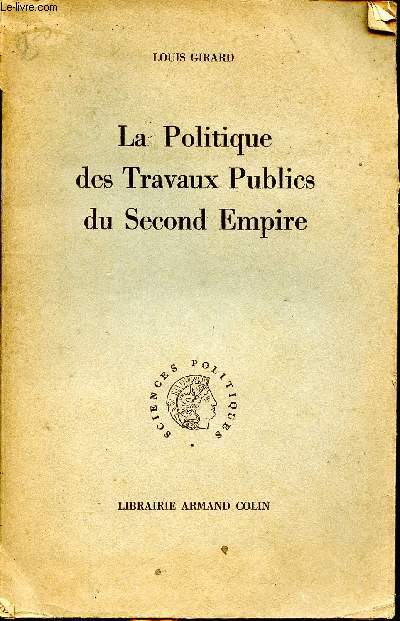 Le-livre.com
LOUIS GIRARD
La Politique
des Travaux Publics
du Second Empire
SCIENCES POLITIQUES
LIBRAIRIE ARMAND COLIN